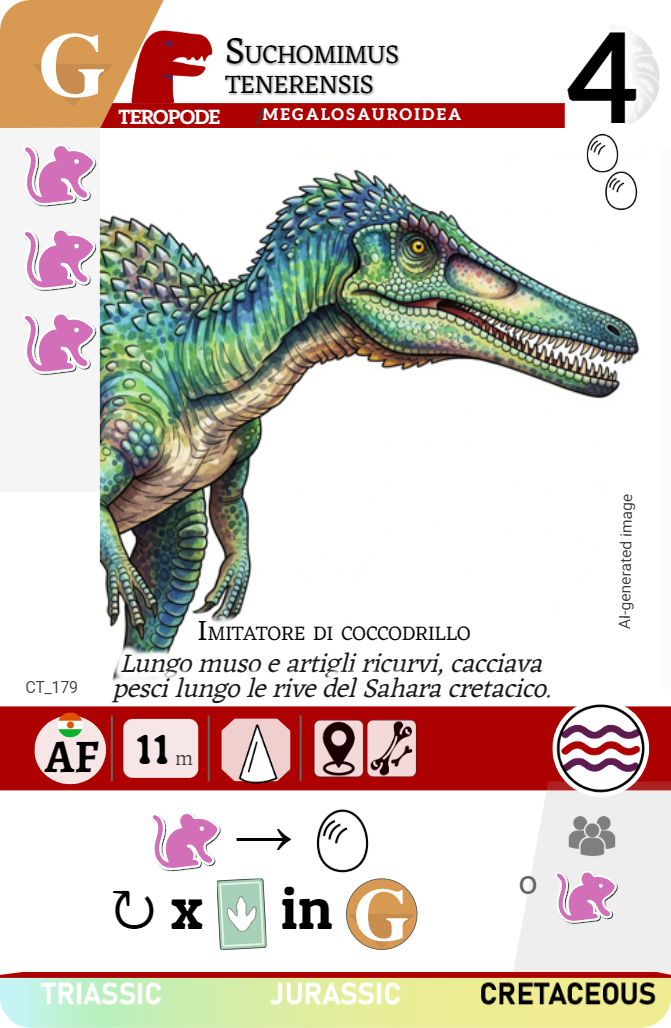 G
SUCHOMIMUS
TENERENSIS
4
TEROPODE
MEGALOSAUROIDEA
AI-generated image
IMITATORE DI COCCODRILLO
Lungo muso e artigli ricurvi, cacciava
CT_179
pesci lungo le rive del Sahara cretacico.
AF
11 m
x in G
o
TRIASSIC JURASSIC CRETACEOUS